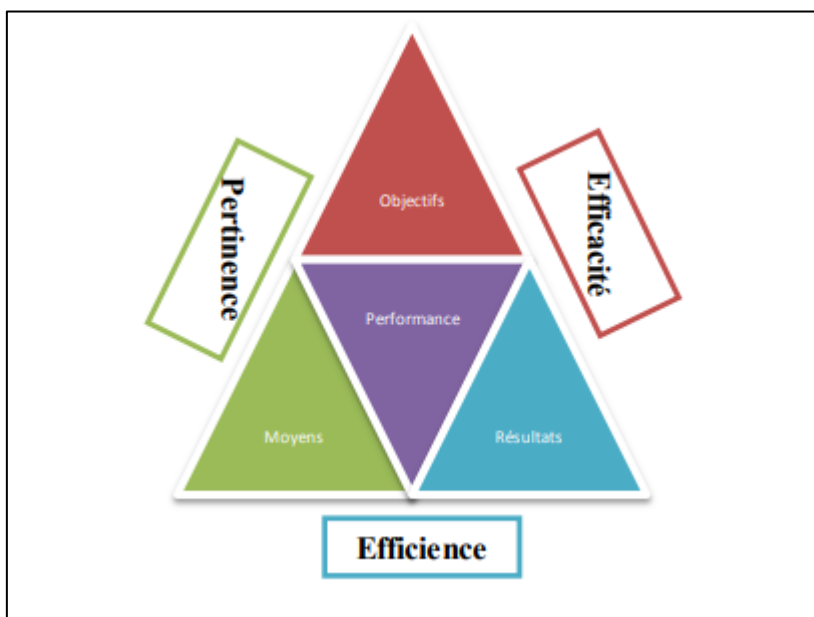 Objectifs
Pertinence
Efficacité
Performance
Moyens
Résultats
Efficience